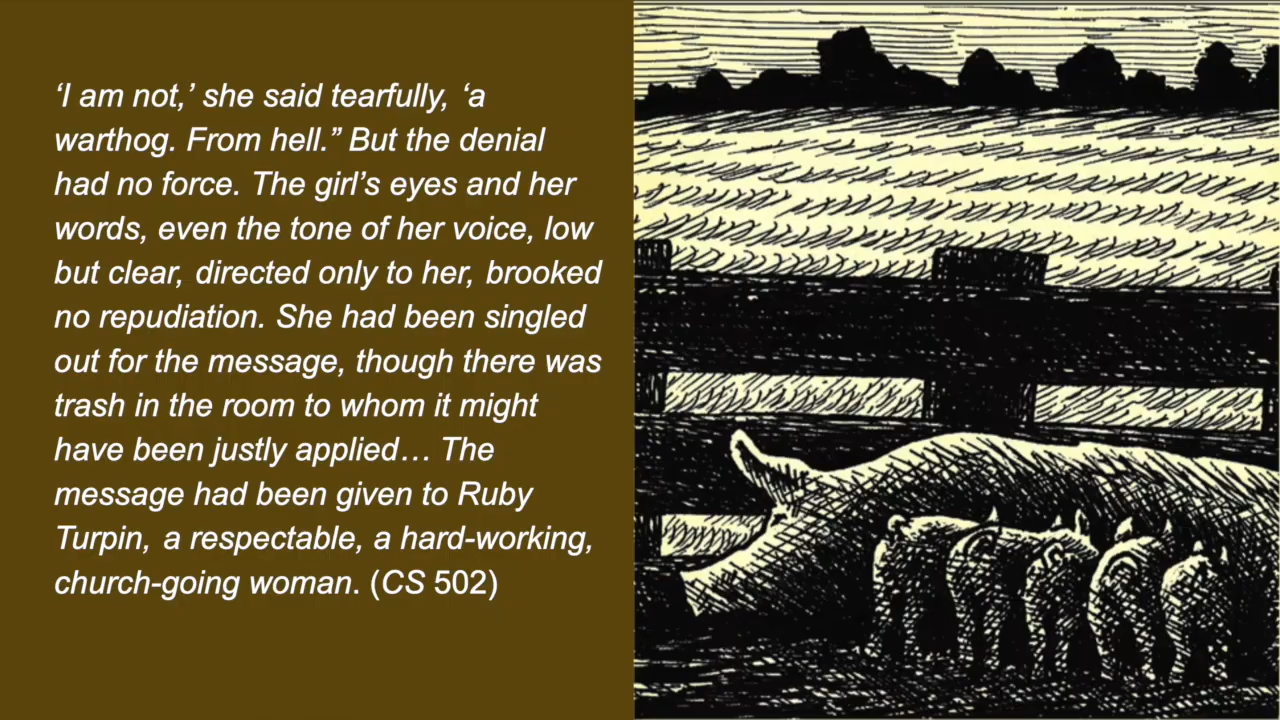 ‘I am not,’ she said tearfully, ‘a
warthog. From hell.” But the denial
had no force. The girl’s eyes and her
words, even the tone of her voice, low
but clear, directed only to her, brooked
no repudiation. She had been singled
out for the message, though there was
trash in the room to whom it might
have been justly applied… The
message had been given to Ruby
Turpin, a respectable, a hard-working,
church-going woman. (CS 502)